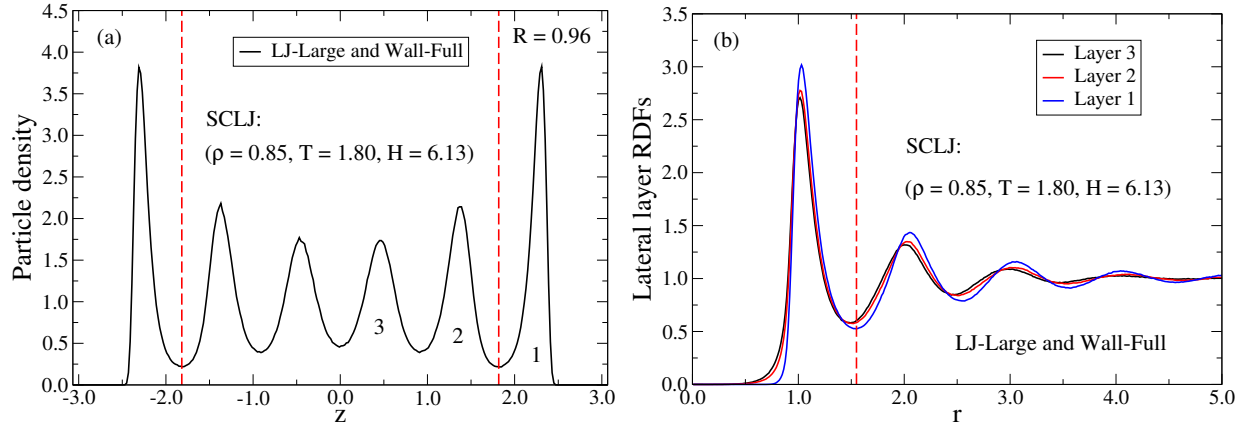 (a)
LJ-Large and Wall-Full
R = 0.96
SCLJ:
(ρ = 0.85, T = 1.80, H = 6.13)
3
2
1
Particle density
4.5
4.0
3.5
3.0
2.5
2.0
1.5
1.0
0.5
0.0
-3.0
-2.0
-1.0
0.0
1.0
2.0
3.0
z
(b)
Layer 3
Layer 2
Layer 1
SCLJ:
(ρ = 0.85, T = 1.80, H = 6.13)
LJ-Large and Wall-Full
Lateral layer RDFs
3.5
3.0
2.5
2.0
1.5
1.0
0.5
0.0
0.0
1.0
2.0
3.0
4.0
5.0
r